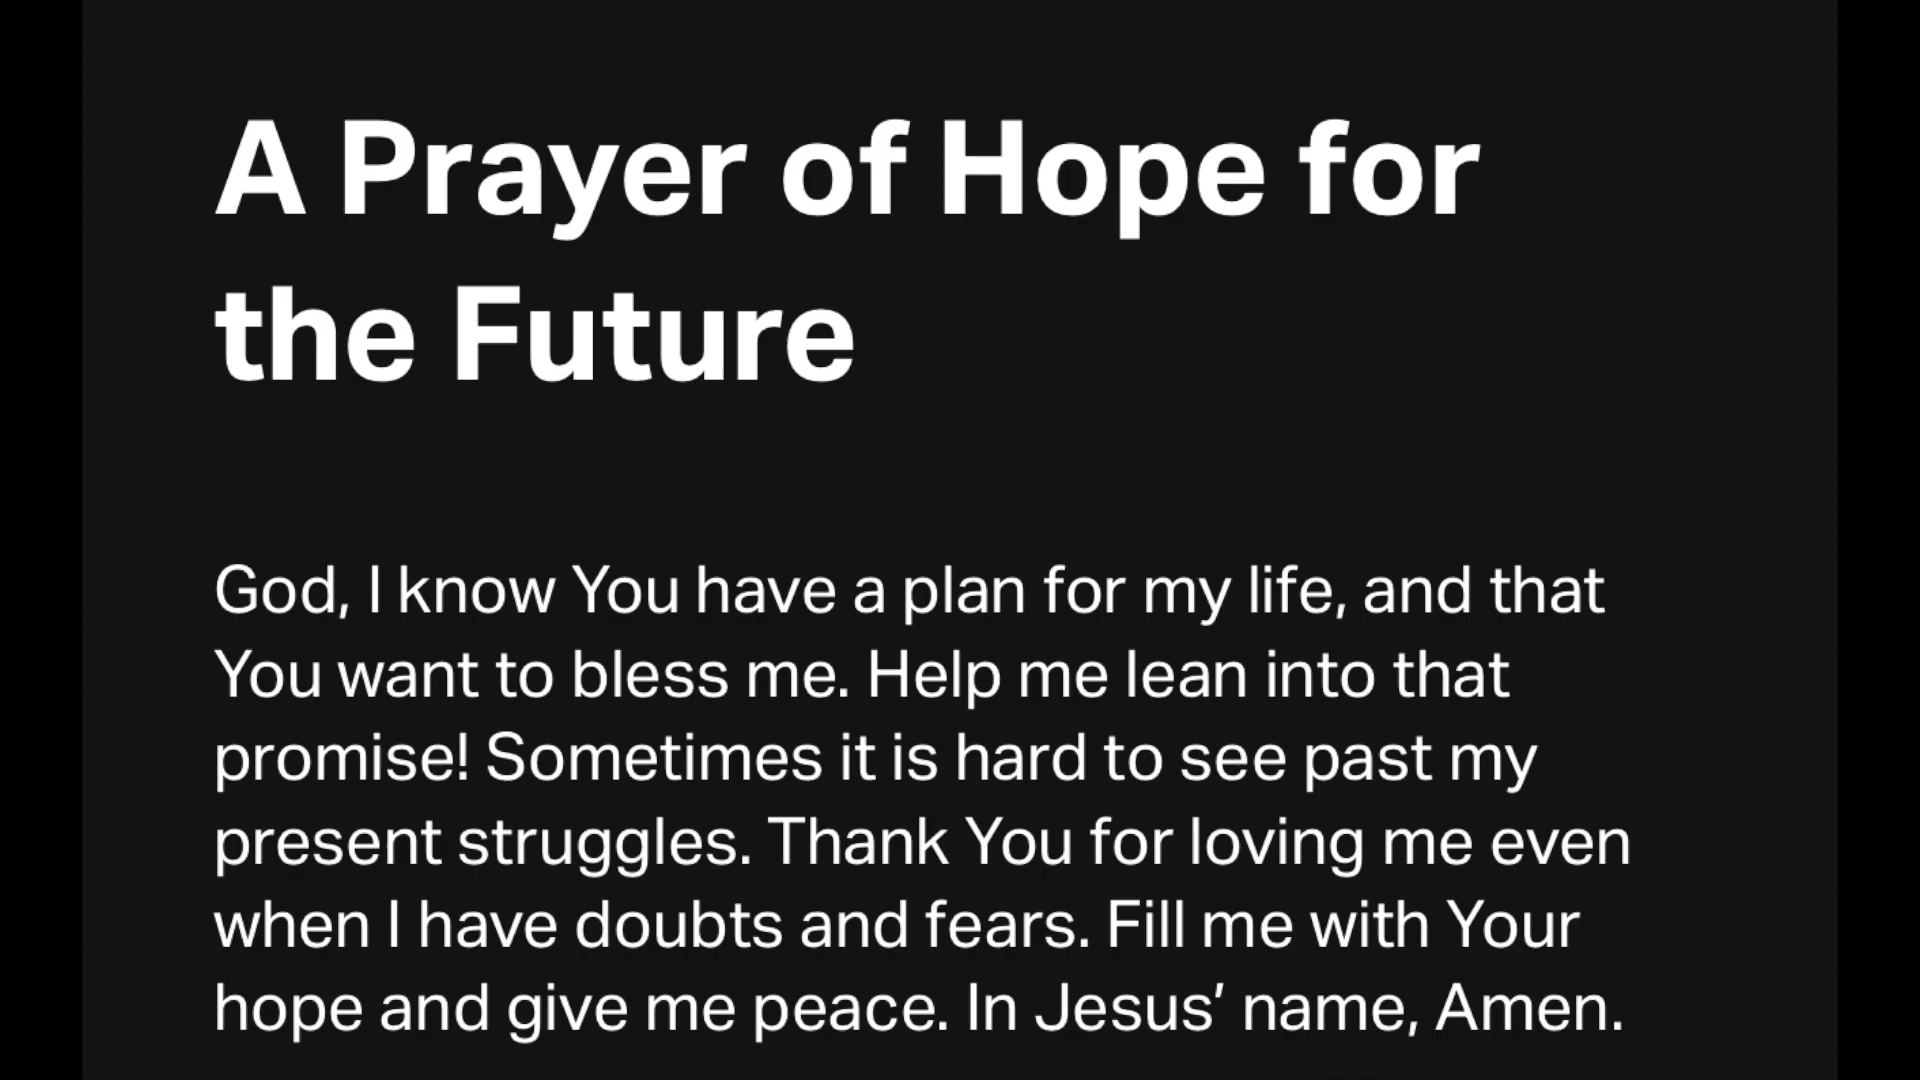 A Prayer of Hope for
the Future
God, I know You have a plan for my life, and that
You want to bless me. Help me lean into that
promise! Sometimes it is hard to see past my
present struggles. Thank You for loving me even
when I have doubts and fears. Fill me with Your
hope and give me peace. In Jesus’ name, Amen.